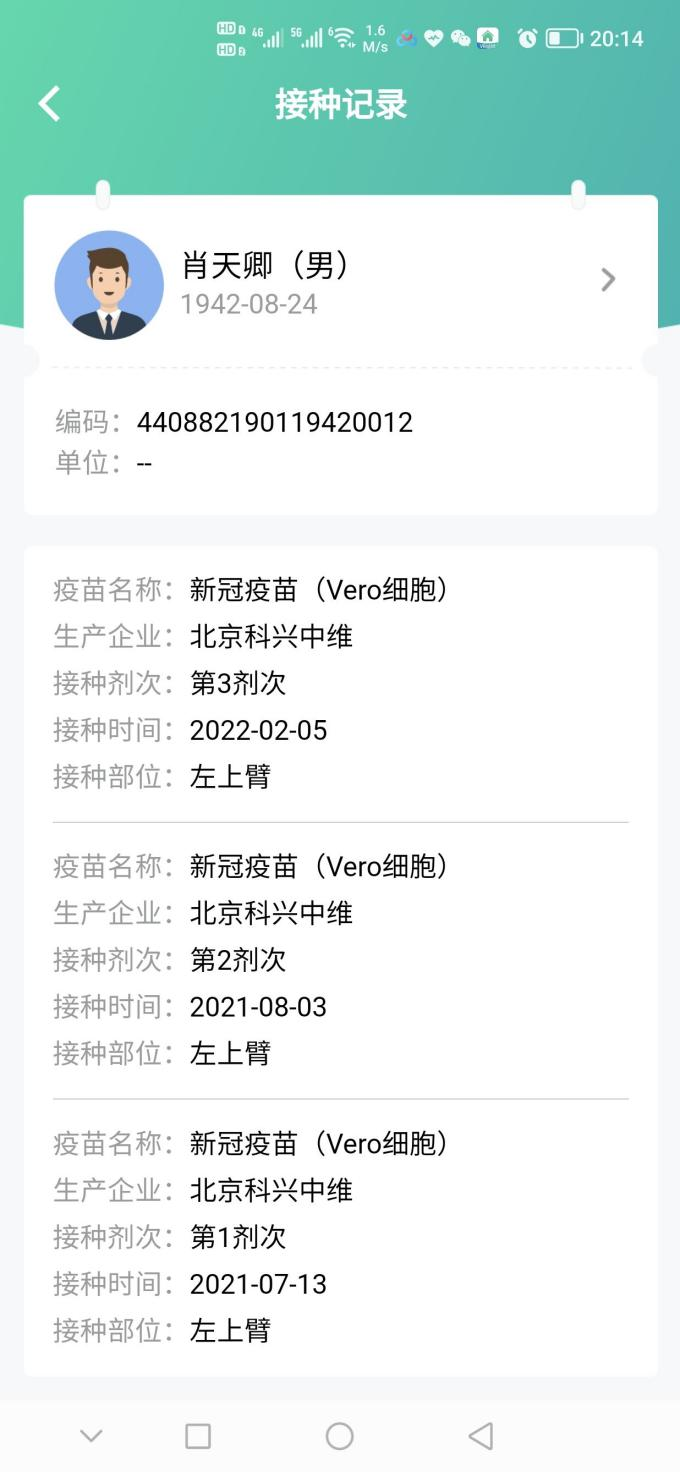 HD 1 4G 5G 6 1.6 20:14
HD 2 M/s
接种记录
肖天卿（男）
1942-08-24
编码：440882190119420012
单位：--
疫苗名称：新冠疫苗（Vero细胞）
生产企业：北京科兴中维
接种剂次：第3剂次
接种时间：2022-02-05
接种部位：左上臂
疫苗名称：新冠疫苗（Vero细胞）
生产企业：北京科兴中维
接种剂次：第2剂次
接种时间：2021-08-03
接种部位：左上臂
疫苗名称：新冠疫苗（Vero细胞）
生产企业：北京科兴中维
接种剂次：第1剂次
接种时间：2021-07-13
接种部位：左上臂